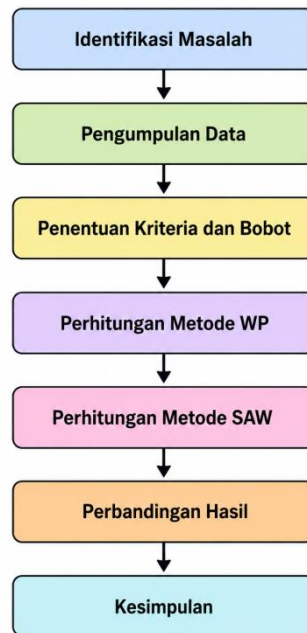 Identifikasi Masalah
Pengumpulan Data
Penentuan Kriteria dan Bobot
Perhitungan Metode WP
Perhitungan Metode SAW
Perbandingan Hasil
Kesimpulan